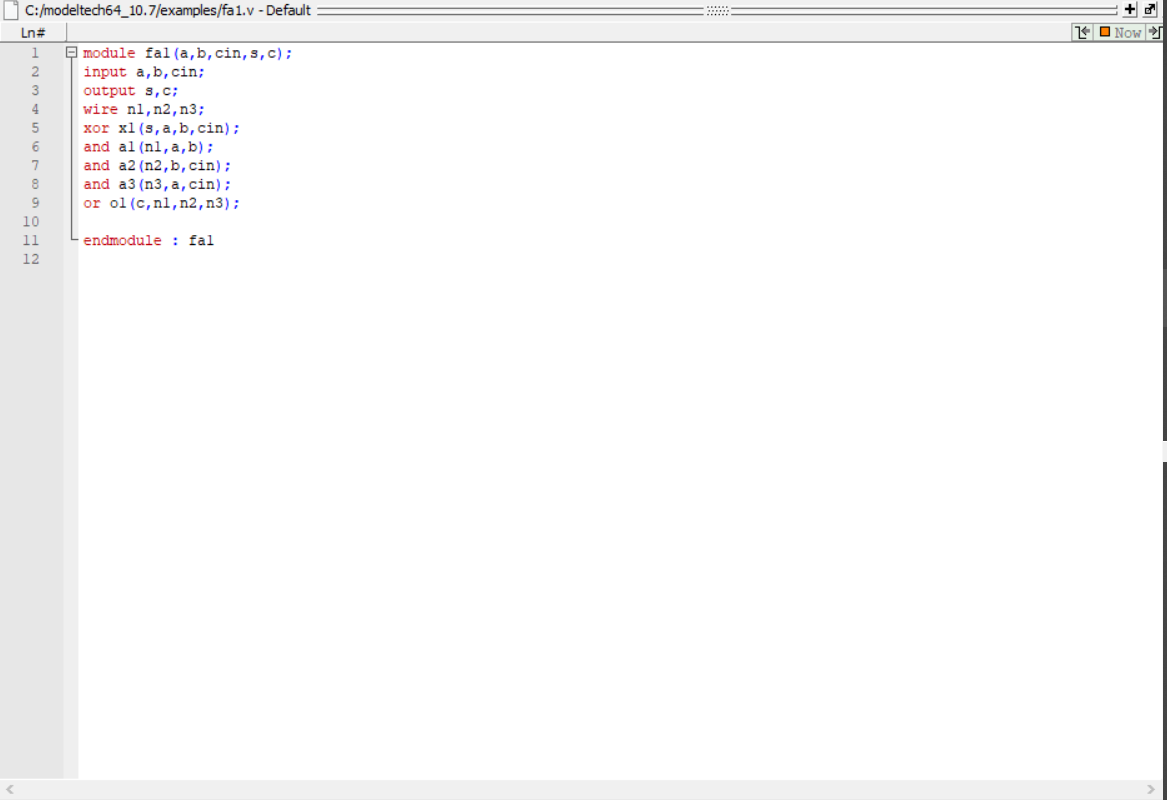 C:/modeltech64_10.7/examples/fa1.v - Default
Ln#
Now
1 module fa1(a,b,cin,s,c);
2 input a,b,cin;
3 output s,c;
4 wire n1,n2,n3;
5 xor x1(s,a,b,cin);
6 and a1(n1,a,b);
7 and a2(n2,b,cin);
8 and a3(n3,a,cin);
9 or o1(c,n1,n2,n3);
10
11 endmodule : fa1
12